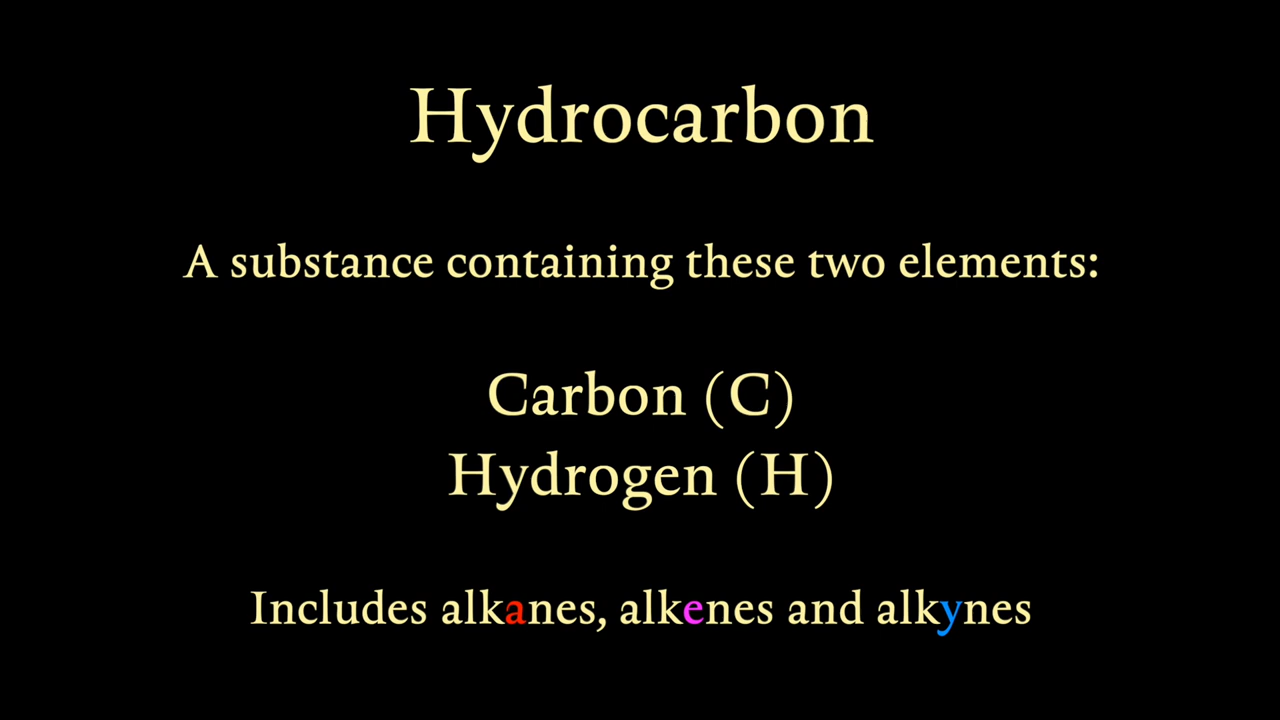 Hydrocarbon
A substance containing these two elements:
Carbon (C)
Hydrogen (H)
Includes alkanes, alkenes and alkynes